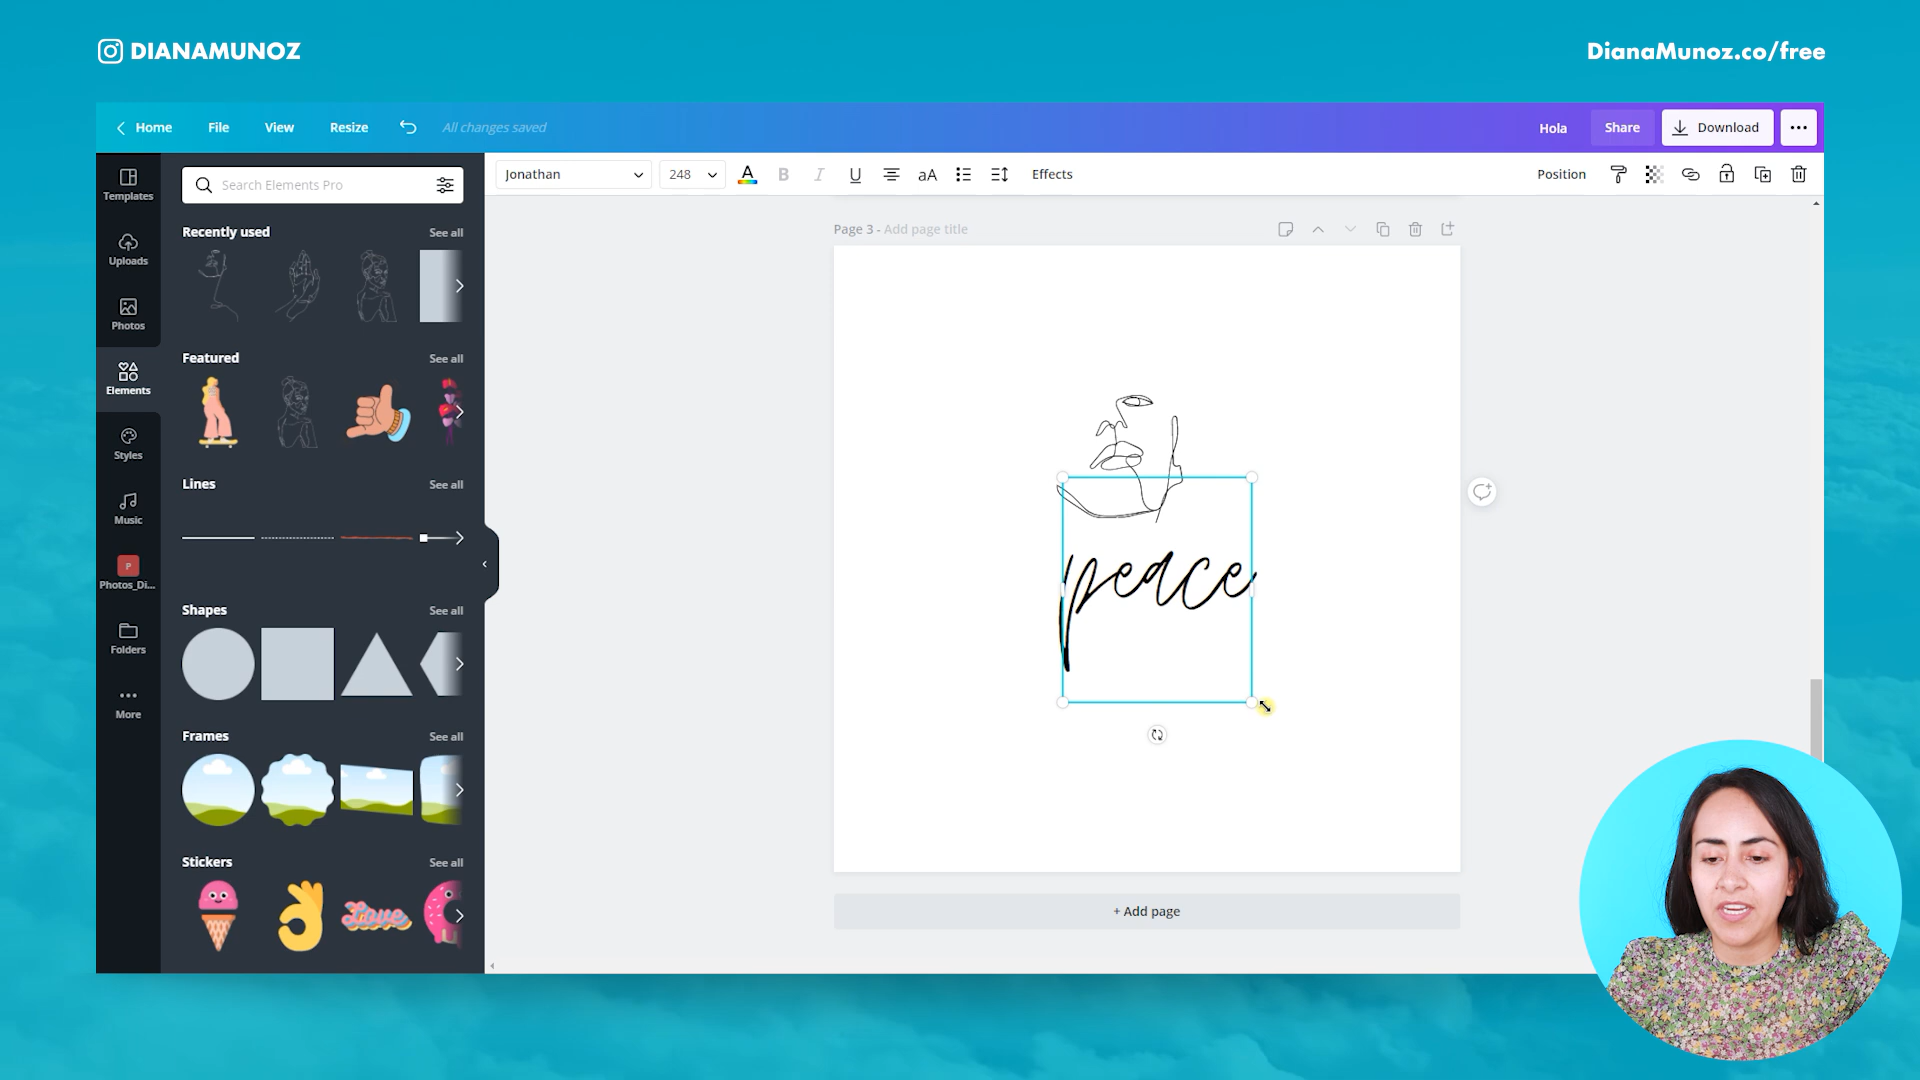 DIANAMUNOZ
DianaMunoz.co/free
Home File View Resize All changes saved Hola Share Download
Jonathan 248 A B I U aA Effects Position
Templates
Uploads
Photos
Elements
Styles
Music
P
Photos_Di...
Folders
More
Search Elements Pro
Recently used See all
Featured See all
Lines See all
Shapes See all
Frames See all
Stickers See all
Love
Page 3 - Add page title
peace
+ Add page